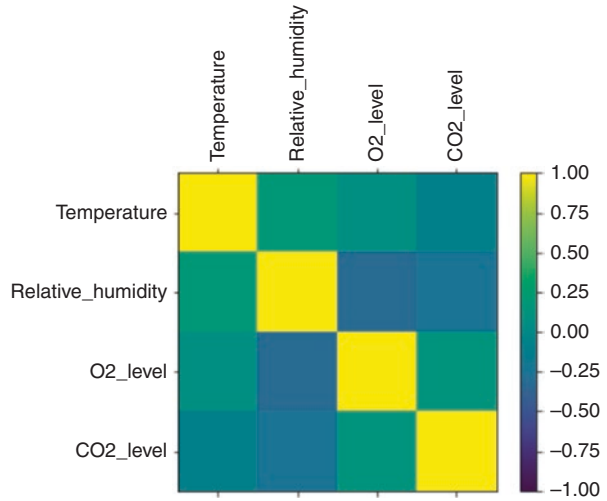 Temperature
Relative_humidity
O2_level
CO2_level
Temperature
Relative_humidity
O2_level
CO2_level
1.00
0.75
0.50
0.25
0.00
−0.25
−0.50
−0.75
−1.00